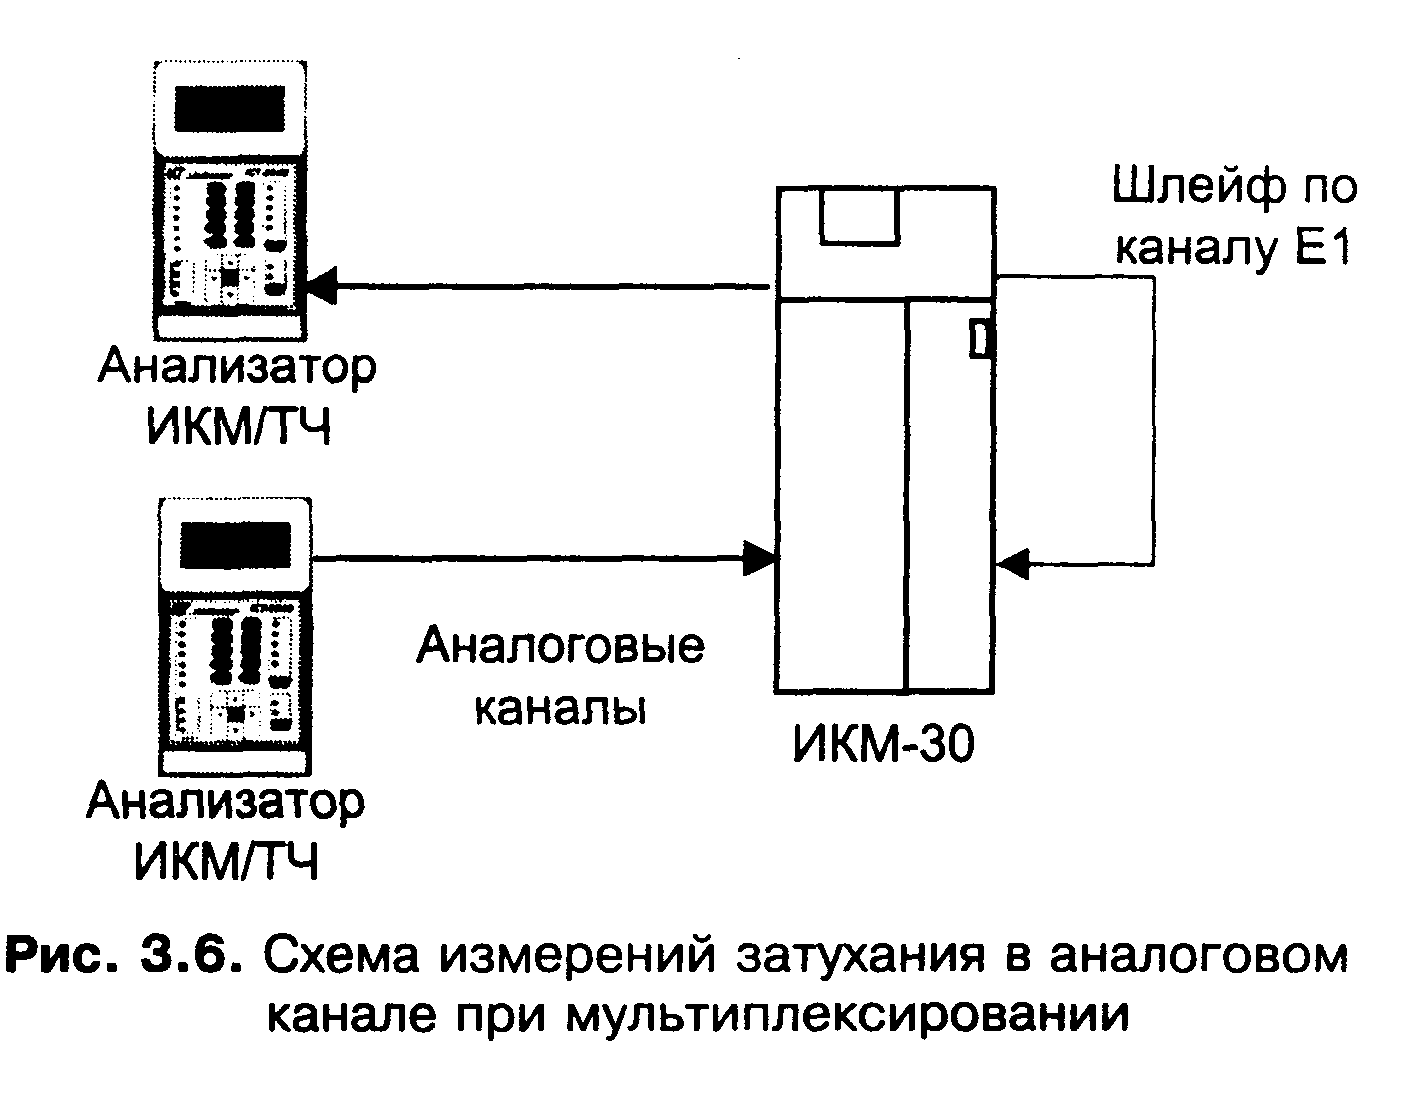 Шлейф по
каналу Е1
Анализатор
ИКМ/ТЧ
Аналоговые
каналы
ИКМ-30
Анализатор
ИКМ/ТЧ
Рис. 3.6. Схема измерений затухания в аналоговом
канале при мультиплексировании